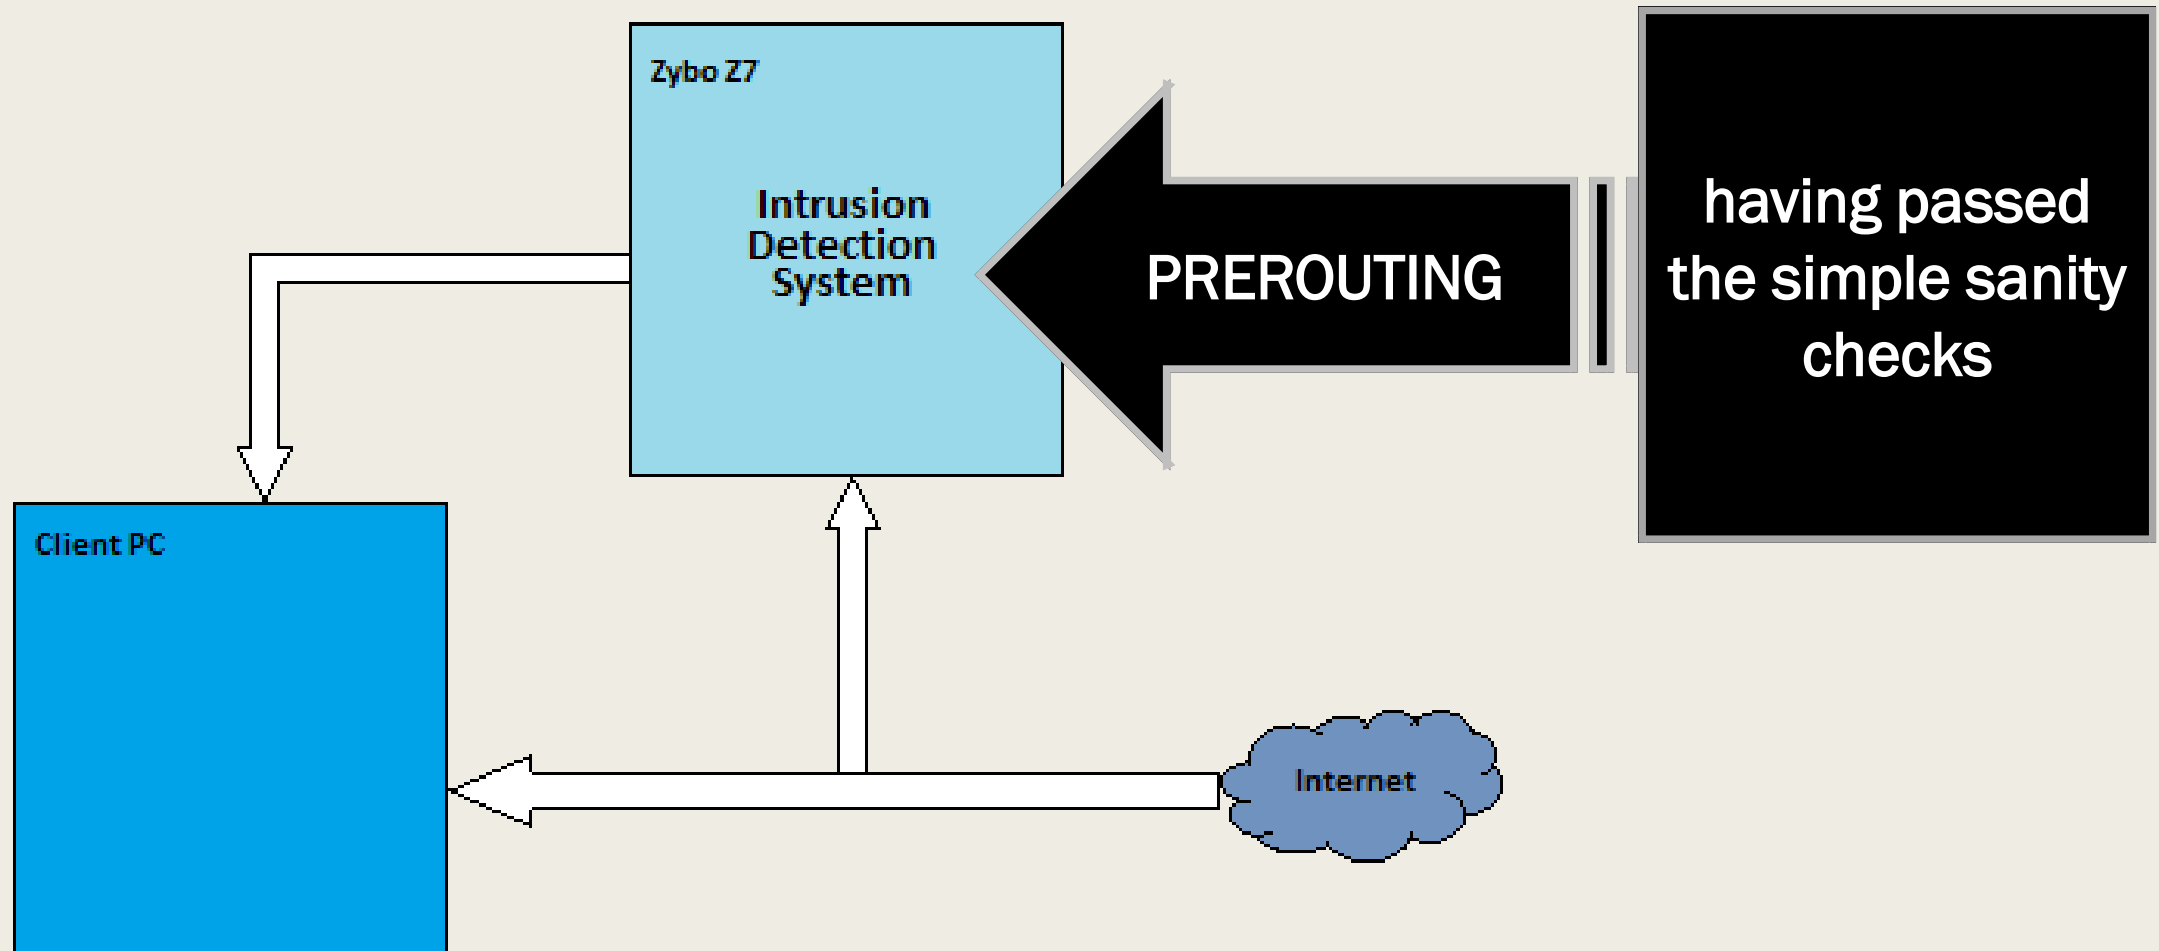 Zybo Z7
Intrusion
Detection
System
PREROUTING
having passed
the simple sanity
checks
Client PC
Internet